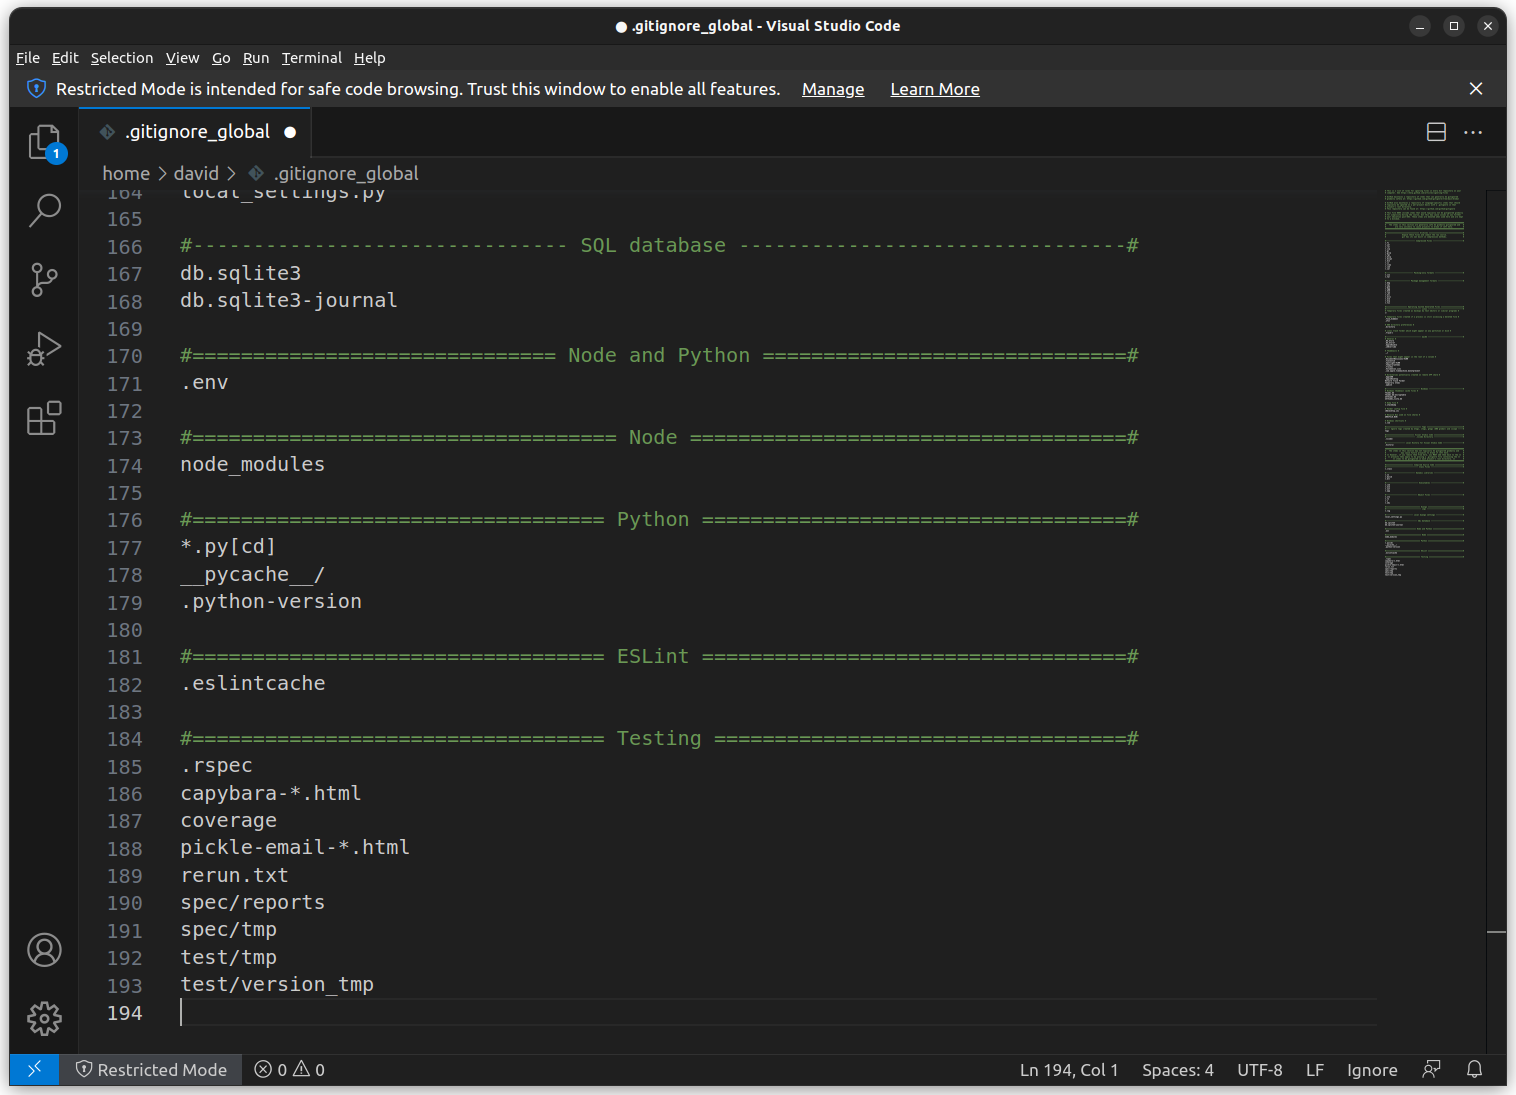 .gitignore_global - Visual Studio Code
File Edit Selection View Go Run Terminal Help
Restricted Mode is intended for safe code browsing. Trust this window to enable all features. Manage Learn More
.gitignore_global
1
home > david > .gitignore_global
164 local_settings.py
165
166 #------------------------------- SQL database -------------------------------#
167 db.sqlite3
168 db.sqlite3-journal
169
170 #============================== Node and Python ==============================#
171 .env
172
173 #=================================== Node ====================================#
174 node_modules
175
176 #================================== Python ===================================#
177 *.py[cd]
178 __pycache__/
179 .python-version
180
181 #================================== ESLint ===================================#
182 .eslintcache
183
184 #================================== Testing ==================================#
185 .rspec
186 capybara-*.html
187 coverage
188 pickle-email-*.html
189 rerun.txt
190 spec/reports
191 spec/tmp
192 test/tmp
193 test/version_tmp
194
Restricted Mode 0 0 Ln 194, Col 1 Spaces: 4 UTF-8 LF Ignore